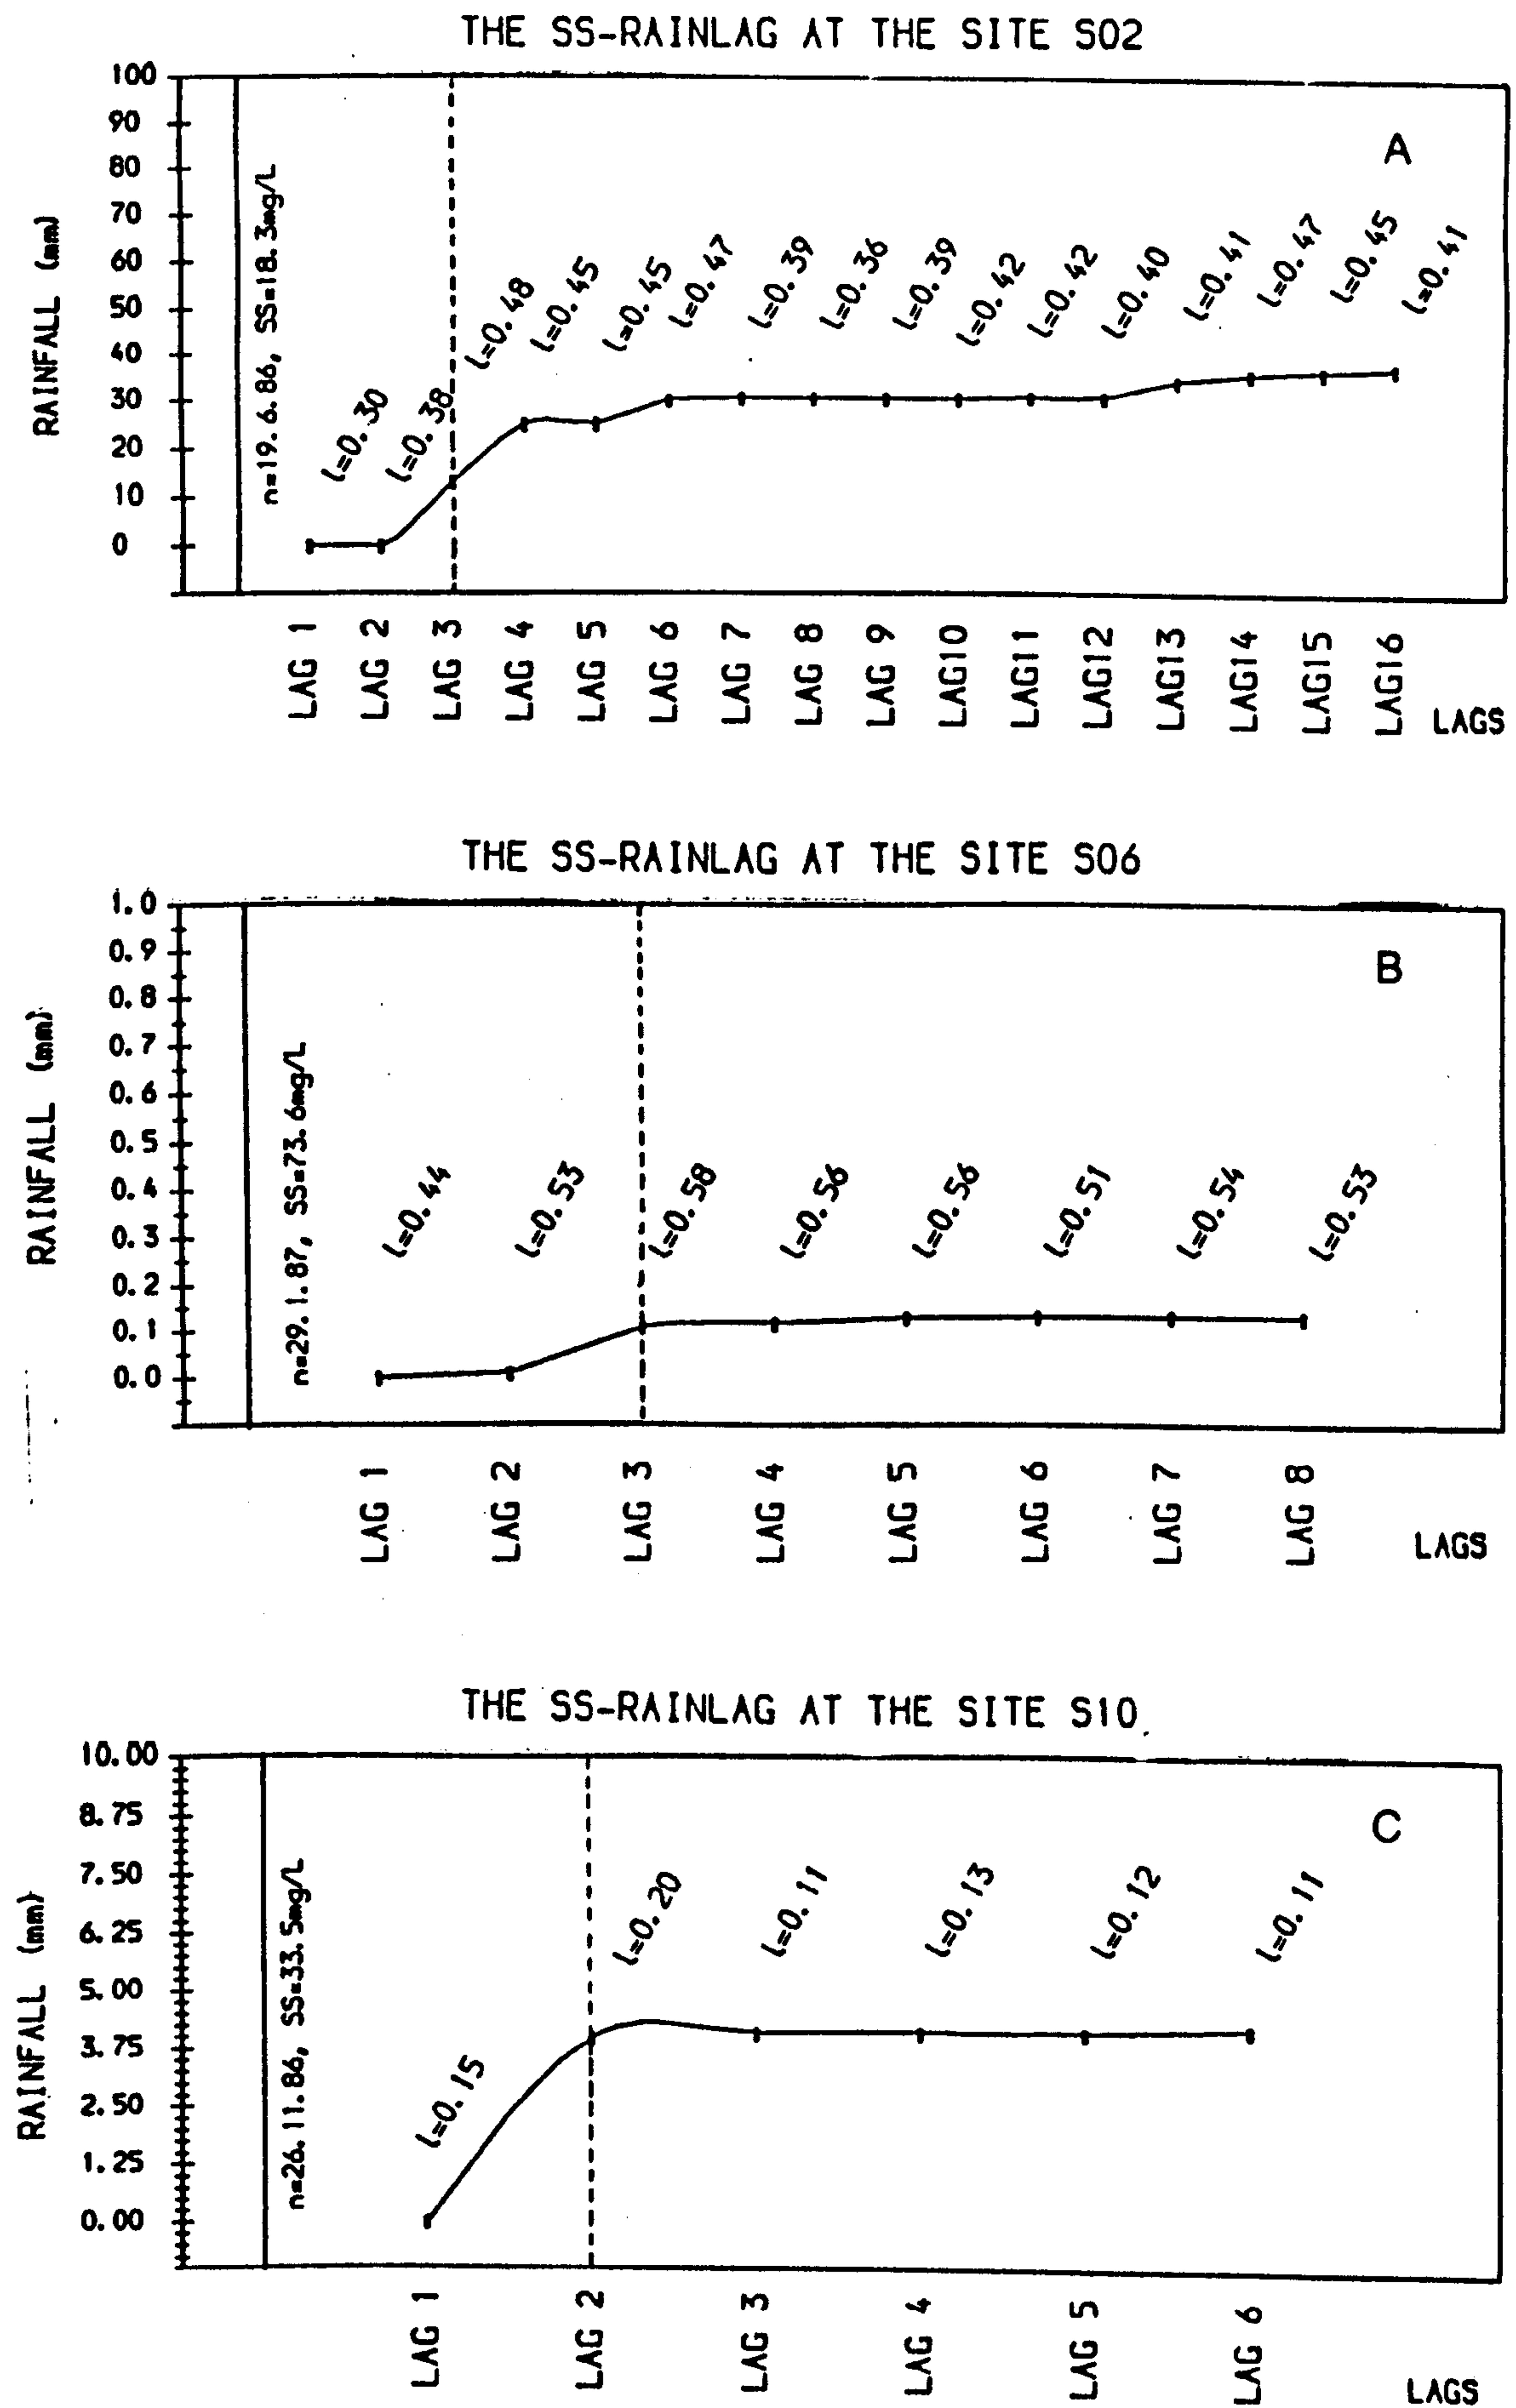 THE SS-RAINLAG AT THE SITE S02
100
90
80
70
60
50
40
30
20
10
0
RAINFALL (mm)
n=19.6.86, SS=18.3mg/L
A
l=0.30
l=0.38
l=0.48
l=0.45
l=0.45
l=0.47
l=0.39
l=0.36
l=0.39
l=0.42
l=0.42
l=0.40
l=0.41
l=0.47
l=0.45
l=0.41
LAG 1
LAG 2
LAG 3
LAG 4
LAG 5
LAG 6
LAG 7
LAG 8
LAG 9
LAG10
LAG11
LAG12
LAG13
LAG14
LAG15
LAG16
LAGS
THE SS-RAINLAG AT THE SITE S06
1.0
0.9
0.8
0.7
0.6
0.5
0.4
0.3
0.2
0.1
0.0
RAINFALL (mm)
n=29.1.87, SS=73.6mg/L
B
l=0.44
l=0.53
l=0.58
l=0.56
l=0.56
l=0.51
l=0.54
l=0.53
LAG 1
LAG 2
LAG 3
LAG 4
LAG 5
LAG 6
LAG 7
LAG 8
LAGS
THE SS-RAINLAG AT THE SITE S10
10.00
8.75
7.50
6.25
5.00
3.75
2.50
1.25
0.00
RAINFALL (mm)
n=26.11.86, SS=33.5mg/L
C
l=0.15
l=0.20
l=0.11
l=0.13
l=0.12
l=0.11
LAG 1
LAG 2
LAG 3
LAG 4
LAG 5
LAG 6
LAGS